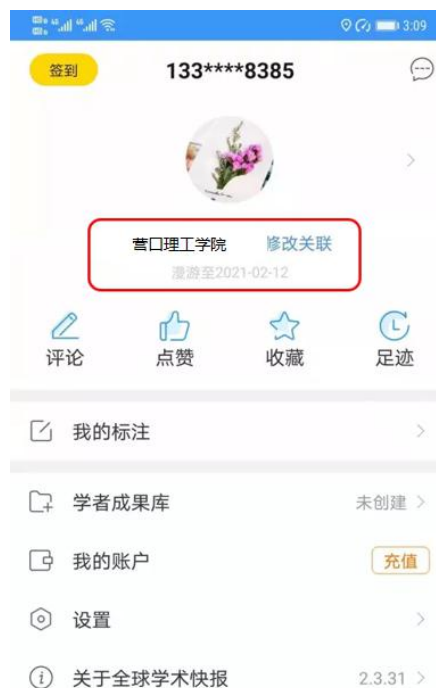 3:09
签到
133****8385
营口理工学院 修改关联
漫游至2021-02-12
评论 点赞 收藏 足迹
我的标注
学者成果库 未创建
我的账户 充值
设置
关于全球学术快报 2.3.31